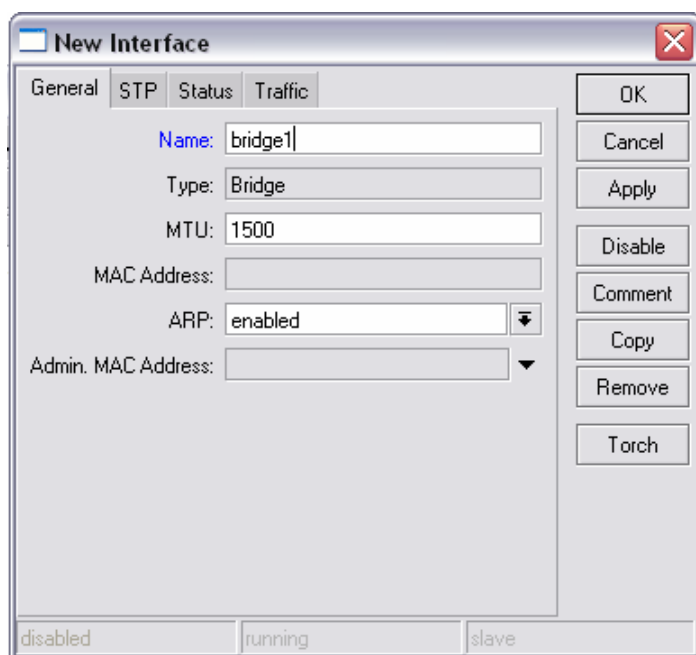 New Interface
General STP Status Traffic
Name: bridge1
Type: Bridge
MTU: 1500
MAC Address:
ARP: enabled
Admin. MAC Address:
OK
Cancel
Apply
Disable
Comment
Copy
Remove
Torch
disabled running slave